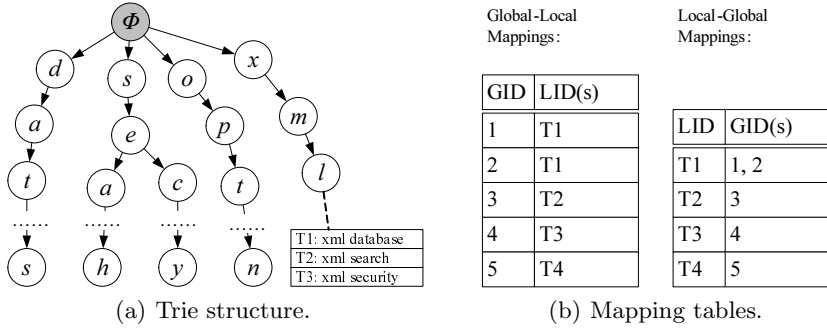 Φ
d s o x
a e p m
t a c t l
...... ...... ...... ......
s h y n
T1: xml database
T2: xml search
T3: xml security
(a) Trie structure.
Global-Local
Mappings:
GID LID(s)
1 T1
2 T1
3 T2
4 T3
5 T4
Local-Global
Mappings:
LID GID(s)
T1 1, 2
T2 3
T3 4
T4 5
(b) Mapping tables.